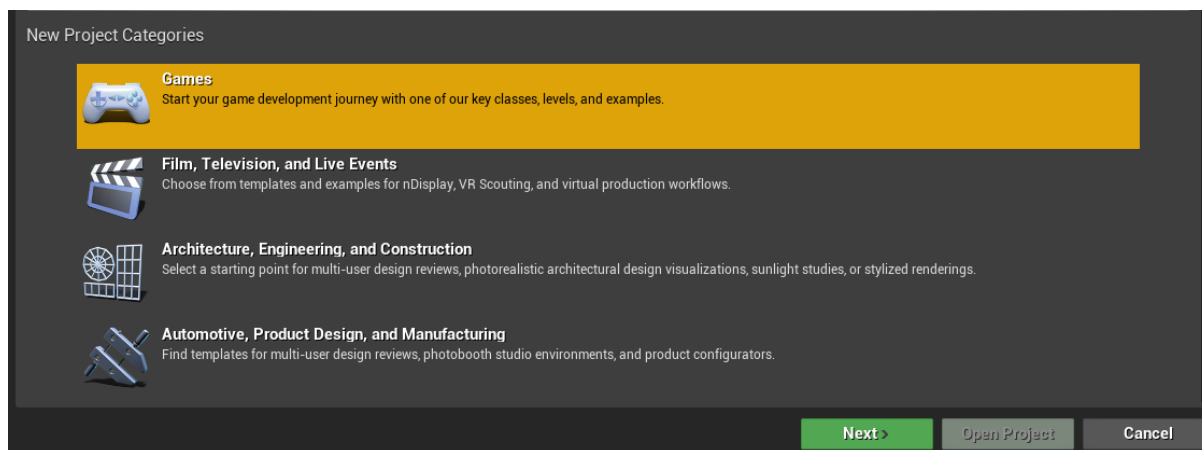 New Project Categories
Games
Start your game development journey with one of our key classes, levels, and examples.
Film, Television, and Live Events
Choose from templates and examples for nDisplay, VR Scouting, and virtual production workflows.
Architecture, Engineering, and Construction
Select a starting point for multi-user design reviews, photorealistic architectural design visualizations, sunlight studies, or stylized renderings.
Automotive, Product Design, and Manufacturing
Find templates for multi-user design reviews, photobooth studio environments, and product configurators.
Next > Open Project Cancel